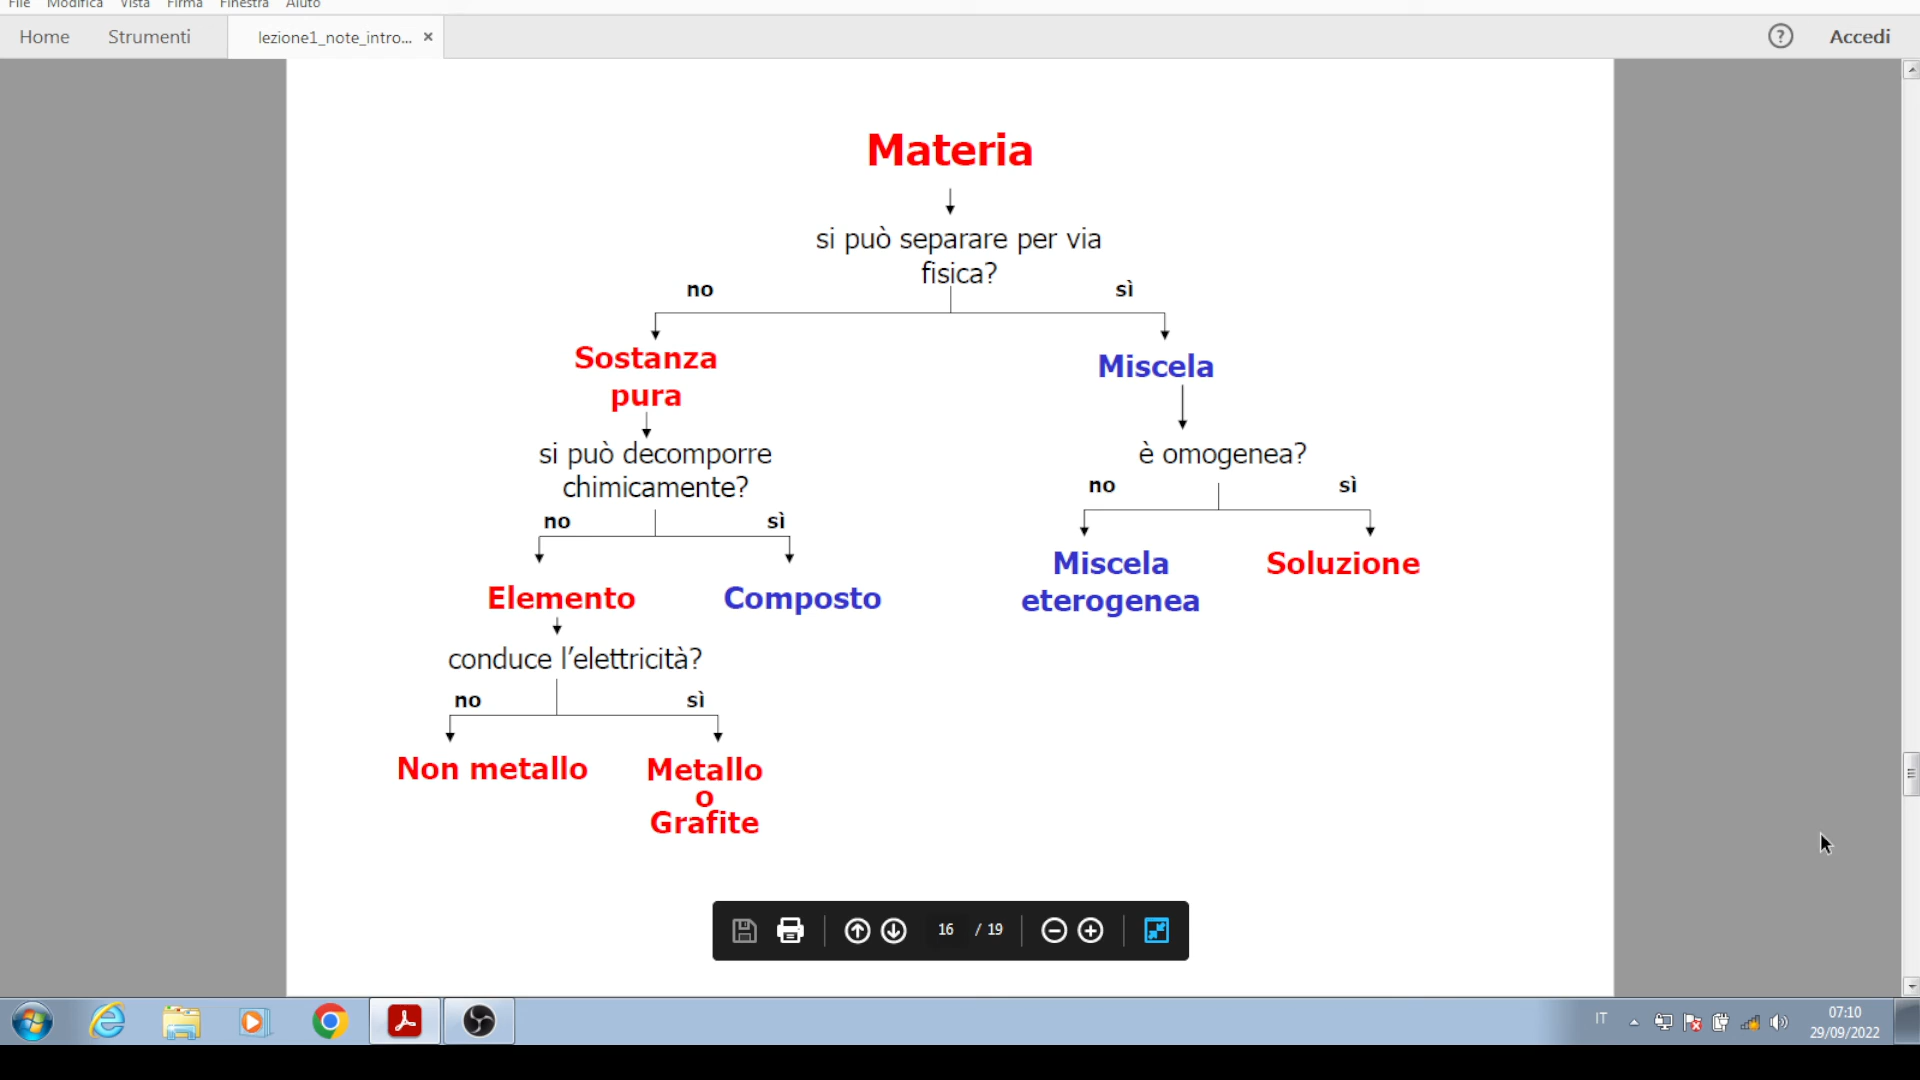 File Modifica Vista Firma Finestra Aiuto
Home Strumenti lezione1_note_intro... × ? Accedi
Materia
si può separare per via
fisica?
no sì
Sostanza
pura
Miscela
si può decomporre
chimicamente?
è omogenea?
no sì
no sì
Elemento Composto
Miscela
eterogenea
Soluzione
conduce l’elettricità?
no sì
Non metallo
Metallo
o
Grafite
16 / 19
IT
07:10
29/09/2022